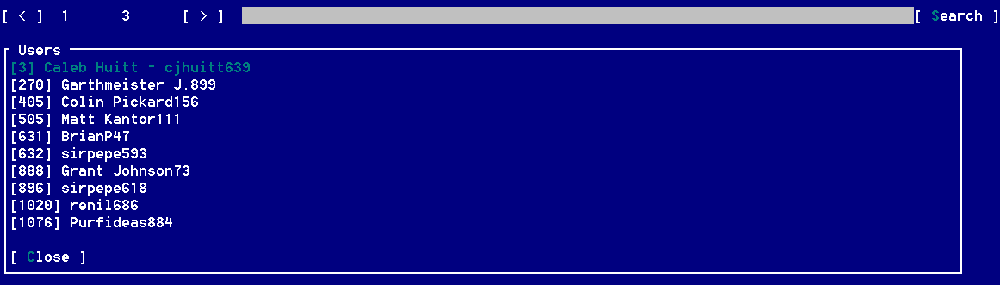 [ < ] 1 3 [ > ] [ Search ]
Users
[3] Caleb Huitt - cjhuitt639
[270] Garthmeister J.899
[405] Colin Pickard156
[505] Matt Kantor111
[631] BrianP47
[632] sirpepe593
[888] Grant Johnson73
[896] sirpepe618
[1020] renil686
[1076] Purfideas884
[ Close ]